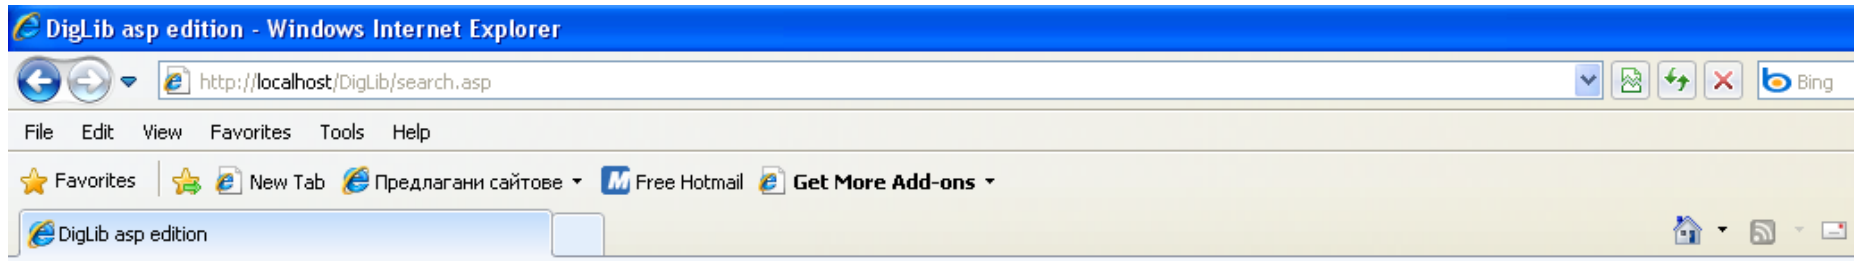 DigLib asp edition - Windows Internet Explorer
http://localhost/DigLib/search.asp Bing
File Edit View Favorites Tools Help
Favorites New Tab Предлагани сайтове Free Hotmail Get More Add-ons
DigLib asp edition